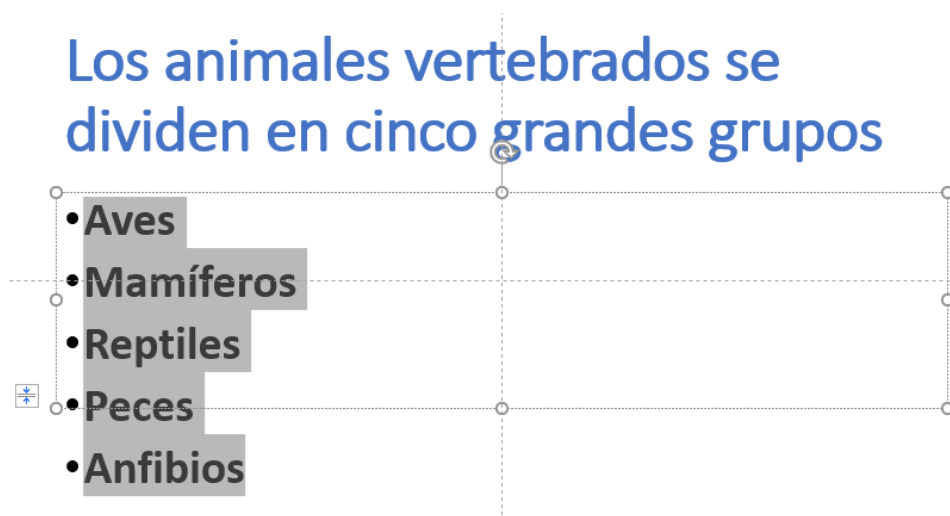 Los animales vertebrados se
dividen en cinco grandes grupos
•Aves
•Mamíferos
•Reptiles
•Peces
•Anfibios